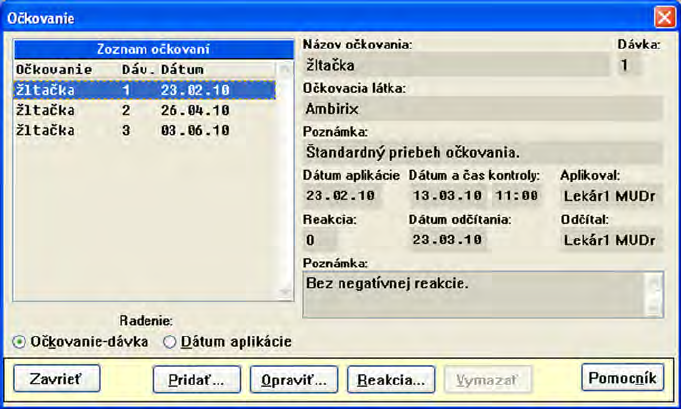 Očkovanie
Zoznam očkovaní
Očkovanie Dáv. Dátum
žltačka 1 23.02.10
žltačka 2 26.04.10
žltačka 3 03.06.10
Radenie:
Očkovanie-dávka Dátum aplikácie
Názov očkovania: Dávka:
žltačka 1
Očkovacia látka:
Ambirix
Poznámka:
Štandardný priebeh očkovania.
Dátum aplikácie Dátum a čas kontroly: Aplikoval:
23.02.10 13.03.10 11:00 Lekár1 MUDr
Reakcia: Dátum odčítania: Odčítal:
0 23.03.10 Lekár1 MUDr
Poznámka:
Bez negatívnej reakcie.
Zavrieť Pridať... Opraviť... Reakcia... Vymazať Pomocník